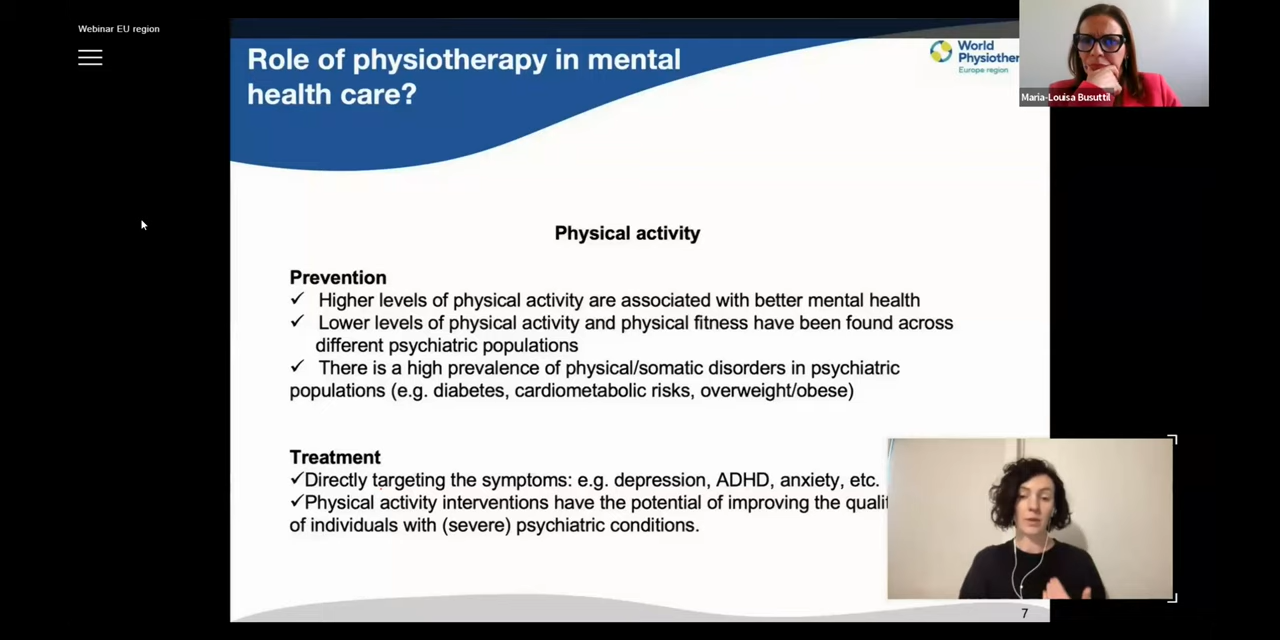 Webinar EU region
Role of physiotherapy in mental
health care?
World
Physiother
Europe region
Maria-Louisa Busuttil
Physical activity
Prevention
✓ Higher levels of physical activity are associated with better mental health
✓ Lower levels of physical activity and physical fitness have been found across
different psychiatric populations
✓ There is a high prevalence of physical/somatic disorders in psychiatric
populations (e.g. diabetes, cardiometabolic risks, overweight/obese)
Treatment
✓Directly targeting the symptoms: e.g. depression, ADHD, anxiety, etc.
✓Physical activity interventions have the potential of improving the qualit
of individuals with (severe) psychiatric conditions.
7